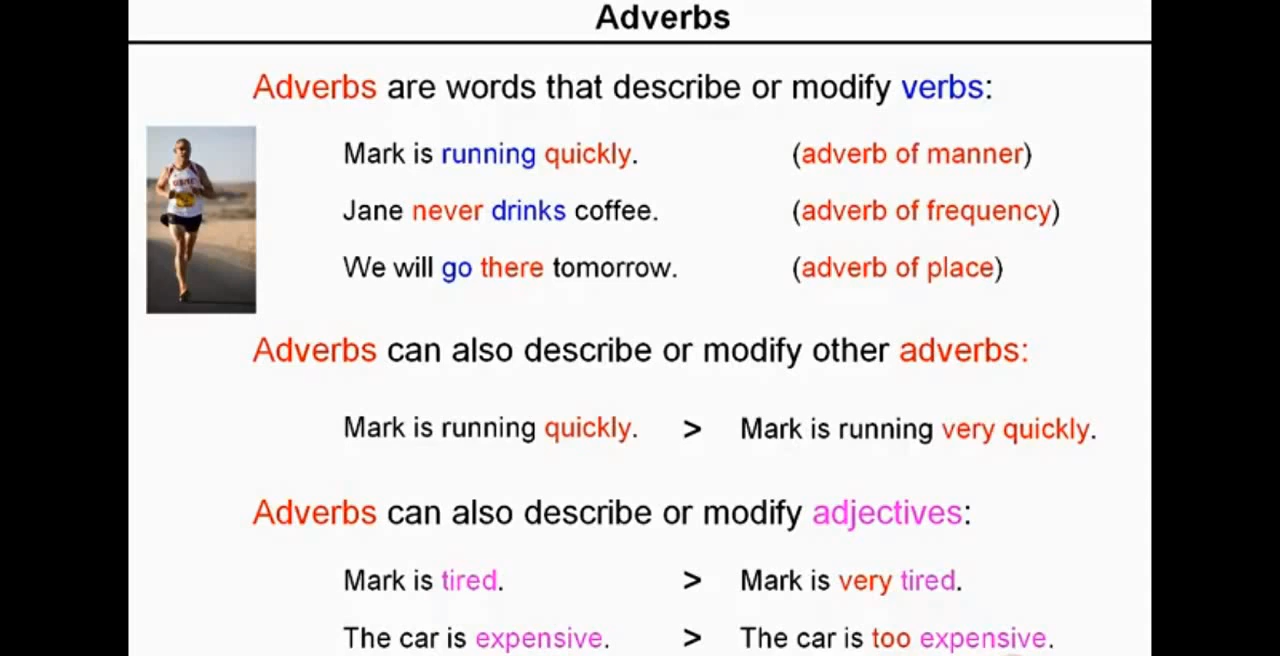 Adverbs
Adverbs are words that describe or modify verbs:
Mark is running quickly. (adverb of manner)
Jane never drinks coffee. (adverb of frequency)
We will go there tomorrow. (adverb of place)
Adverbs can also describe or modify other adverbs:
Mark is running quickly. > Mark is running very quickly.
Adverbs can also describe or modify adjectives:
Mark is tired. > Mark is very tired.
The car is expensive. > The car is too expensive.